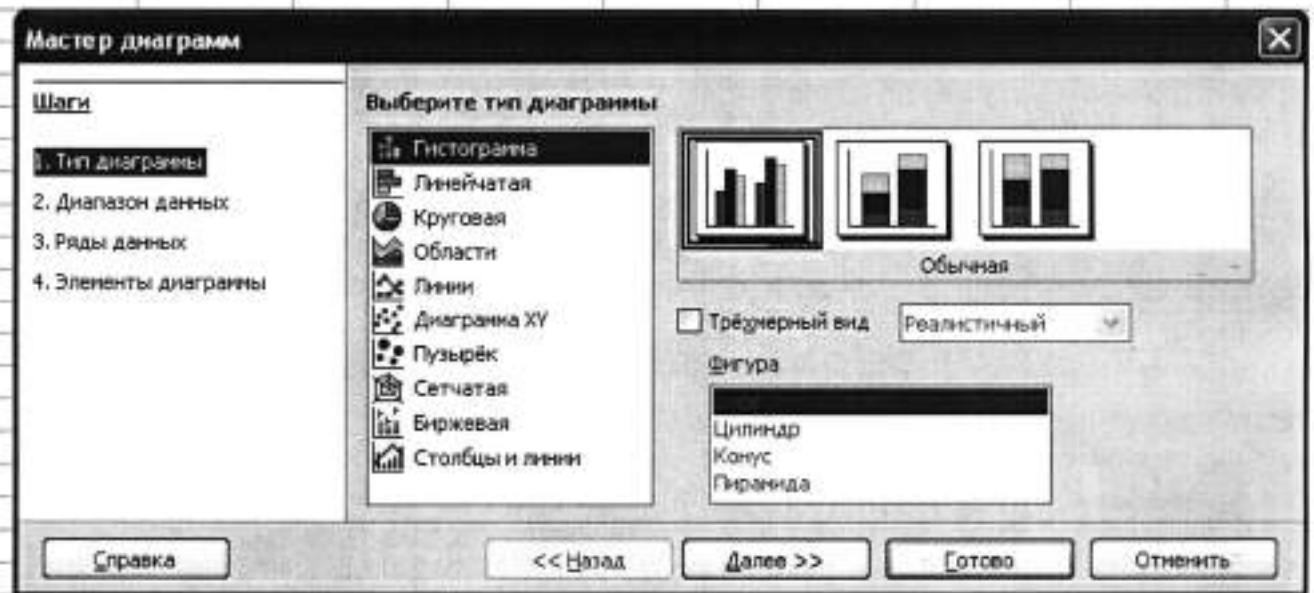 Мастер диаграмм
Шаги
1. Тип диаграммы
2. Диапазон данных
3. Ряды данных
4. Элементы диаграммы
Выберите тип диаграммы
Гистограмма
Линейчатая
Круговая
Области
Линии
Диаграмма XY
Пузырёк
Сетчатая
Биржевая
Столбцы и линии
Обычная
Трёхмерный вид
Реалистичный
Фигура
Цилиндр
Конус
Пирамида
Справка
<< Назад
Далее >>
Готово
Отменить